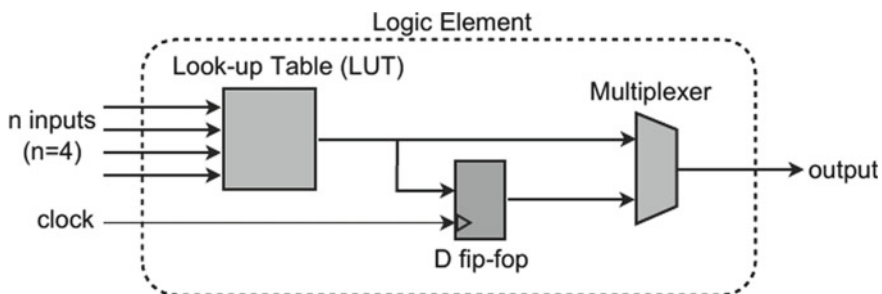 Logic Element
Look-up Table (LUT)
Multiplexer
n inputs
(n=4)
output
clock
D fip-fop